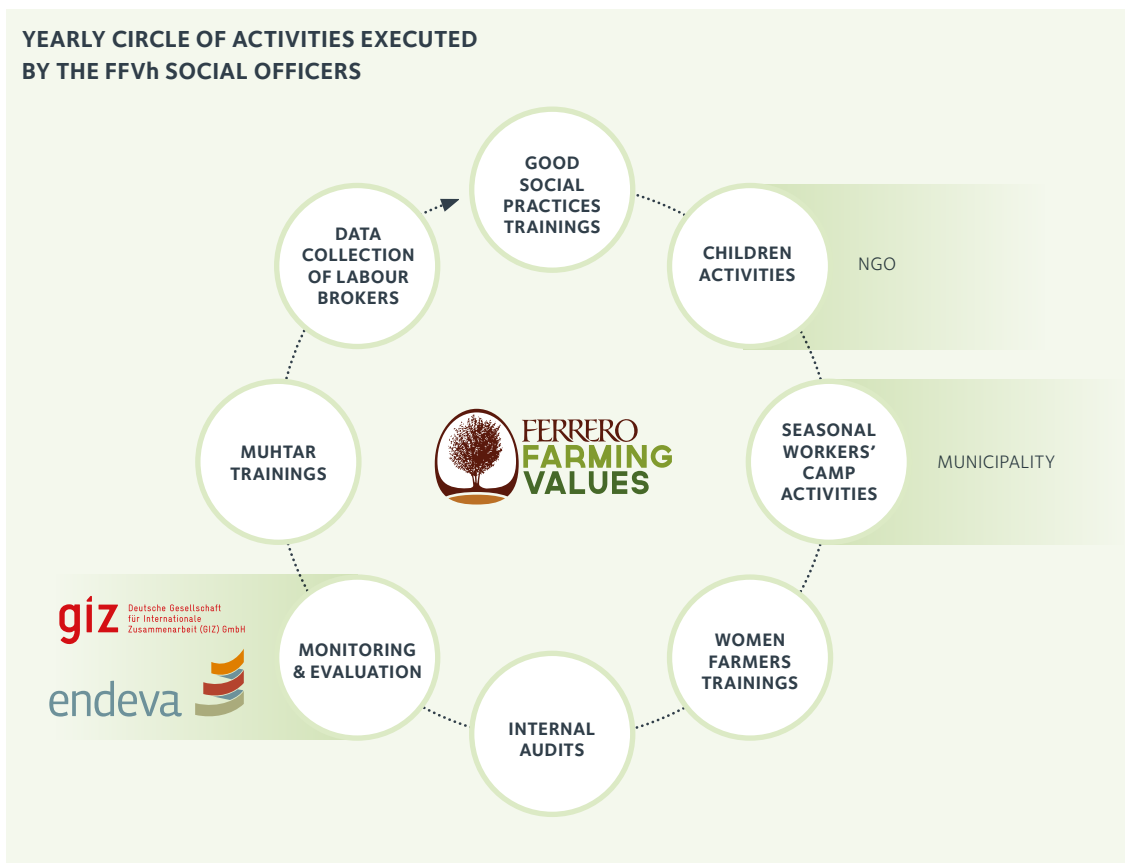 YEARLY CIRCLE OF ACTIVITIES EXECUTED
BY THE FFVh SOCIAL OFFICERS
GOOD
SOCIAL
PRACTICES
TRAININGS
CHILDREN
ACTIVITIES
NGO
SEASONAL
WORKERS’
CAMP
ACTIVITIES
MUNICIPALITY
WOMEN
FARMERS
TRAININGS
INTERNAL
AUDITS
MONITORING
& EVALUATION
giz
Deutsche Gesellschaft
für Internationale
Zusammenarbeit (GIZ) GmbH
endeva
MUHTAR
TRAININGS
DATA
COLLECTION
OF LABOUR
BROKERS
FERRERO
FARMING
VALUES